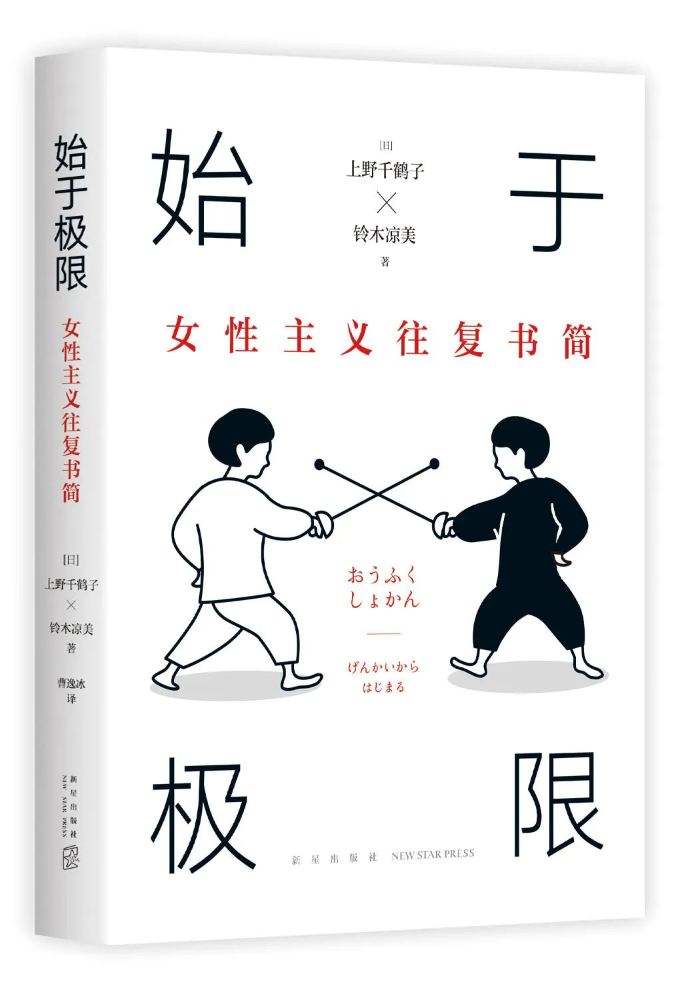 始于极限
女性主义往复书简
[日]
上野千鹤子
×
铃木凉美
著
曹逸冰
译
新星出版社
NEW STAR PRESS
始于
[日]
上野千鹤子
×
铃木凉美
著
女性主义往复书简
おうふく
しょかん
げんかいから
はじまる
极限
新星出版社 NEW STAR PRESS